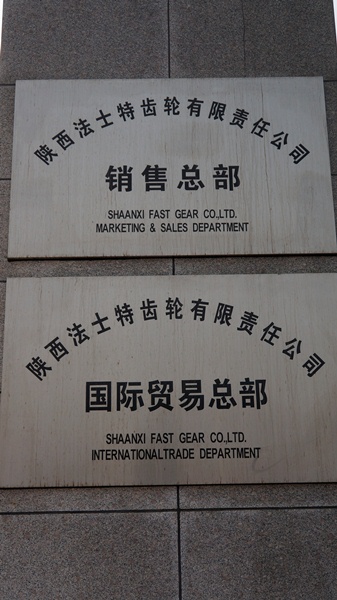 陕西法士特齿轮有限责任公司
销售总部
SHAANXI FAST GEAR CO.,LTD.
MARKETING & SALES DEPARTMENT
陕西法士特齿轮有限责任公司
国际贸易总部
SHAANXI FAST GEAR CO.,LTD.
INTERNATIONALTRADE DEPARTMENT